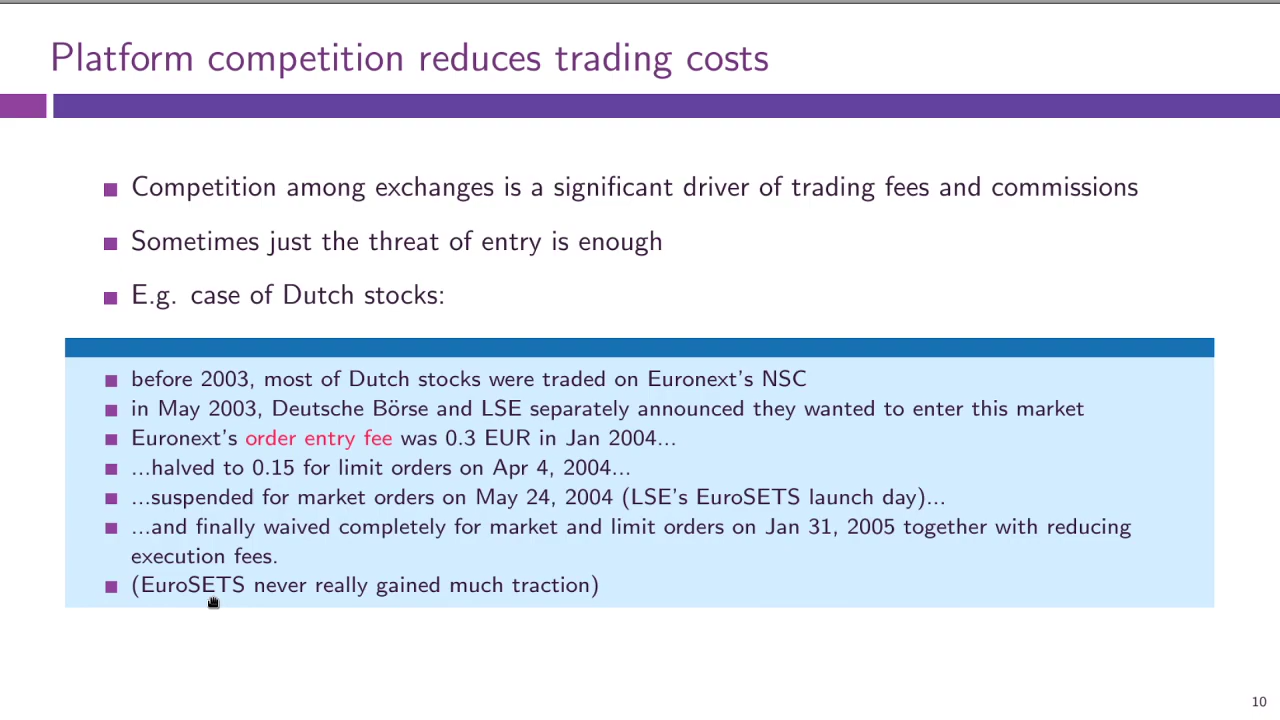 Platform competition reduces trading costs
Competition among exchanges is a significant driver of trading fees and commissions
Sometimes just the threat of entry is enough
E.g. case of Dutch stocks:
before 2003, most of Dutch stocks were traded on Euronext's NSC
in May 2003, Deutsche Börse and LSE separately announced they wanted to enter this market
Euronext's order entry fee was 0.3 EUR in Jan 2004...
...halved to 0.15 for limit orders on Apr 4, 2004...
...suspended for market orders on May 24, 2004 (LSE's EuroSETS launch day)...
...and finally waived completely for market and limit orders on Jan 31, 2005 together with reducing
execution fees.
(EuroSETS never really gained much traction)
10